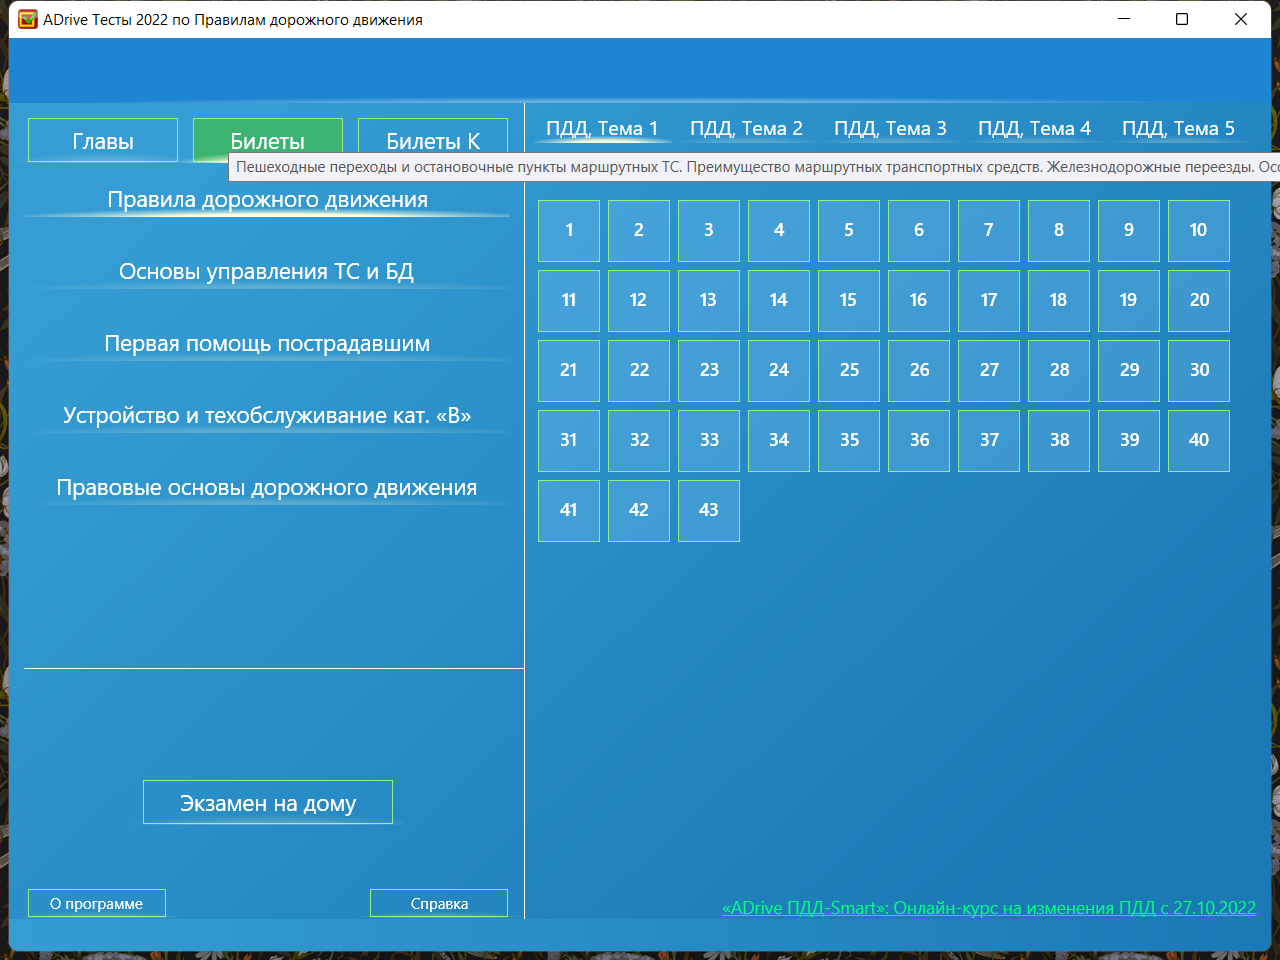 ADrive Тесты 2022 по Правилам дорожного движения
Главы
Билеты
Билеты К
ПДД, Тема 1
ПДД, Тема 2
ПДД, Тема 3
ПДД, Тема 4
ПДД, Тема 5
Пешеходные переходы и остановочные пункты маршрутных ТС. Преимущество маршрутных транспортных средств. Железнодорожные переезды.
Правила дорожного движения
Основы управления ТС и БД
Первая помощь пострадавшим
Устройство и техобслуживание кат. «B»
Правовые основы дорожного движения
1 2 3 4 5 6 7 8 9 10
11 12 13 14 15 16 17 18 19 20
21 22 23 24 25 26 27 28 29 30
31 32 33 34 35 36 37 38 39 40
41 42 43
Экзамен на дому
О программе
Справка
«ADrive ПДД-Smart»: Онлайн-курс на изменения ПДД с 27.10.2022